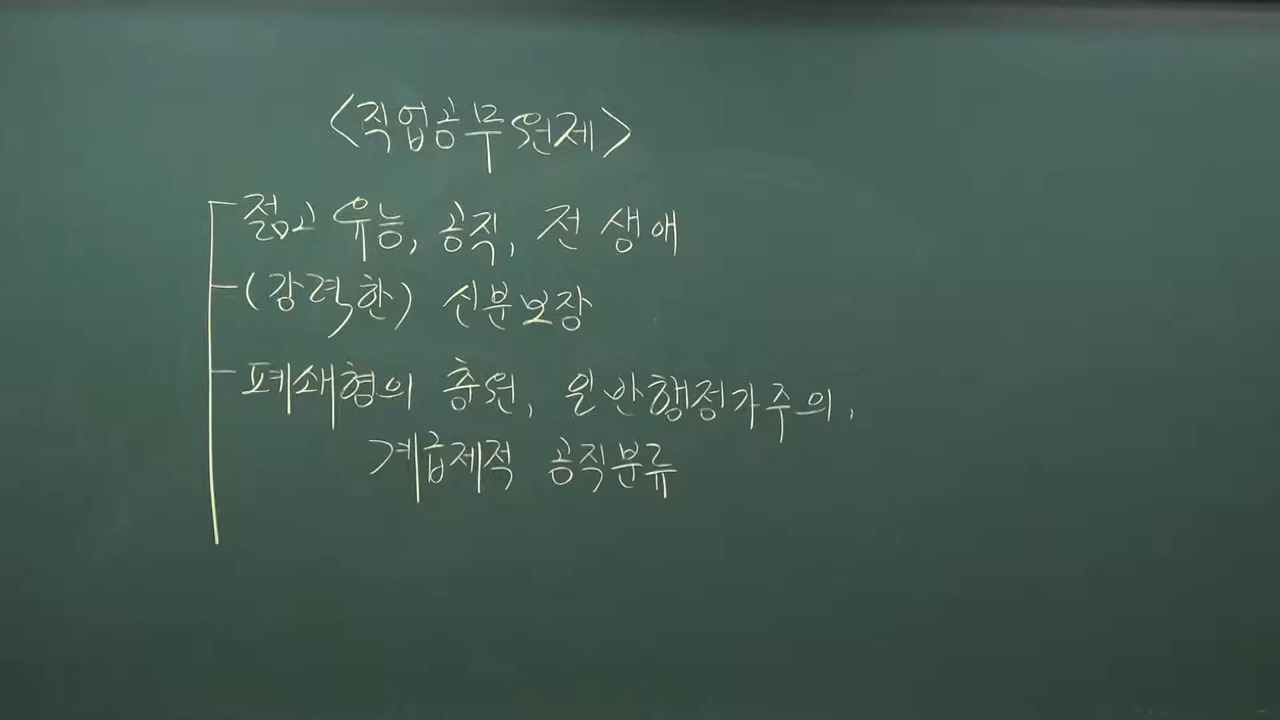 <직업공무원제>
젊고 유능, 공직, 전 생애
(강력한) 신분보장
폐쇄형의 충원, 일반행정가주의,
계급제적 공직분류